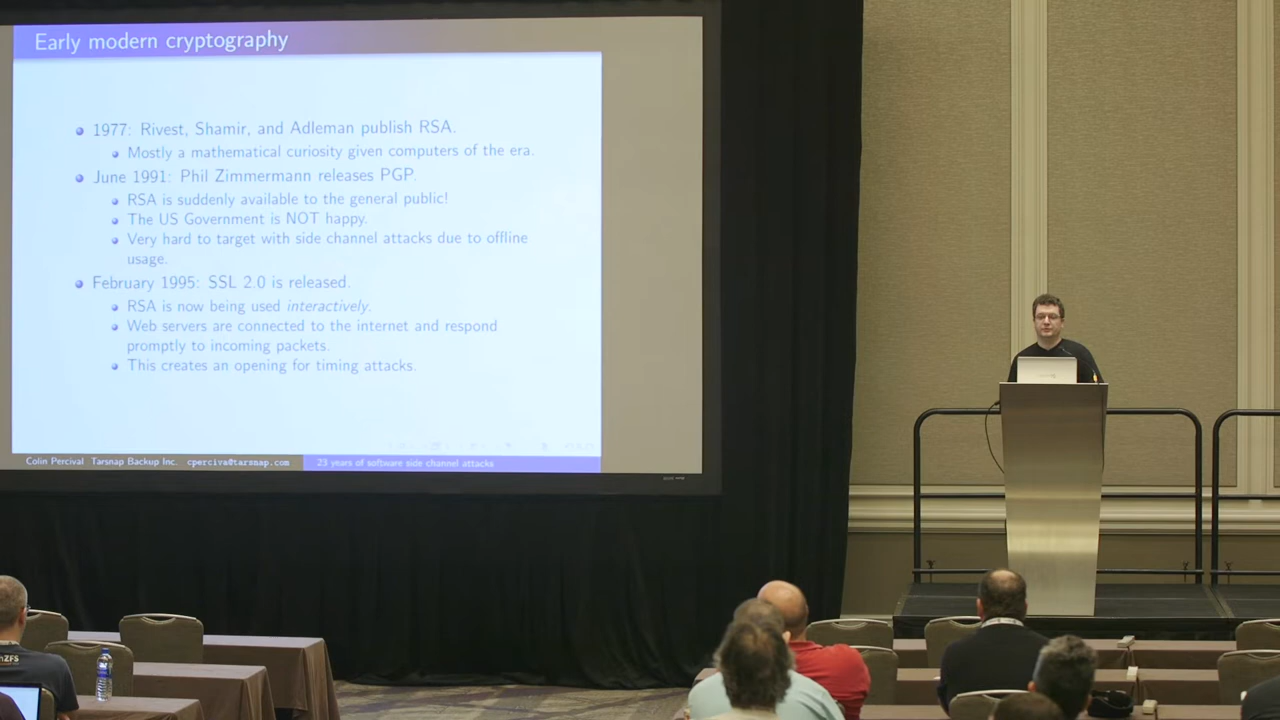 Early modern cryptography
1977: Rivest, Shamir, and Adleman publish RSA.
Mostly a mathematical curiosity given computers of the era.
June 1991: Phil Zimmermann releases PGP.
RSA is suddenly available to the general public!
The US Government is NOT happy.
Very hard to target with side channel attacks due to offline
usage.
February 1995: SSL 2.0 is released.
RSA is now being used interactively.
Web servers are connected to the internet and respond
promptly to incoming packets.
This creates an opening for timing attacks.
Colin Percival Tarsnap Backup Inc. cperciva@tarsnap.com
23 years of software side channel attacks